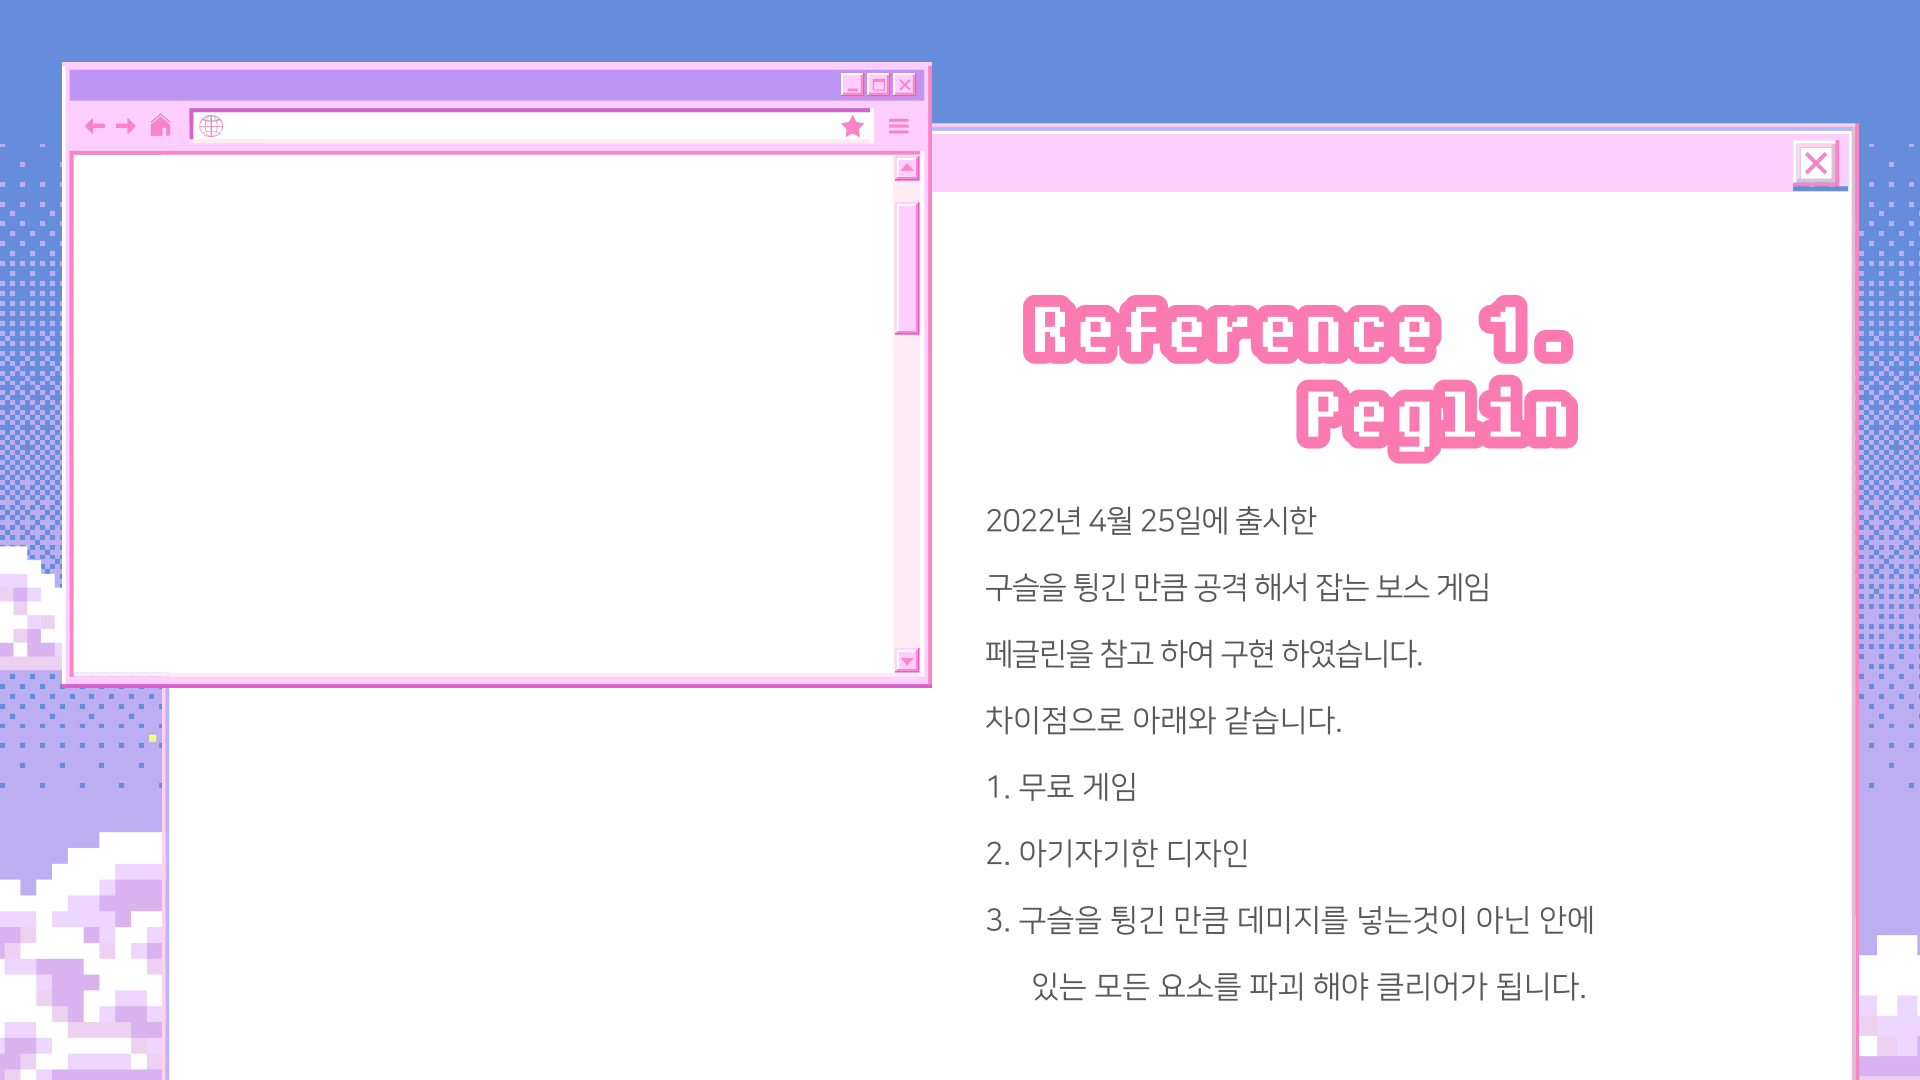 Reference 1.
Peglin
2022년 4월 25일에 출시한
구슬을 튕긴 만큼 공격 해서 잡는 보스 게임
페글린을 참고 하여 구현 하였습니다.
차이점으로 아래와 같습니다.
1. 무료 게임
2. 아기자기한 디자인
3. 구슬을 튕긴 만큼 데미지를 넣는것이 아닌 안에
있는 모든 요소를 파괴 해야 클리어가 됩니다.